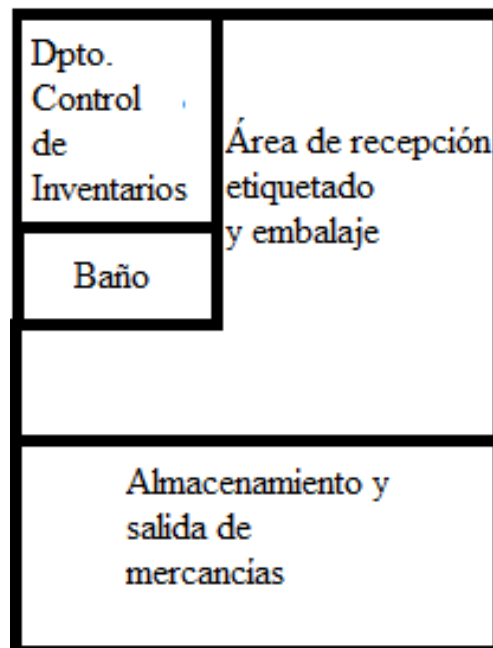 Dpto.
Control
de
Inventarios
Área de recepción
etiquetado
y embalaje
Baño
Almacenamiento y
salida de
mercancias